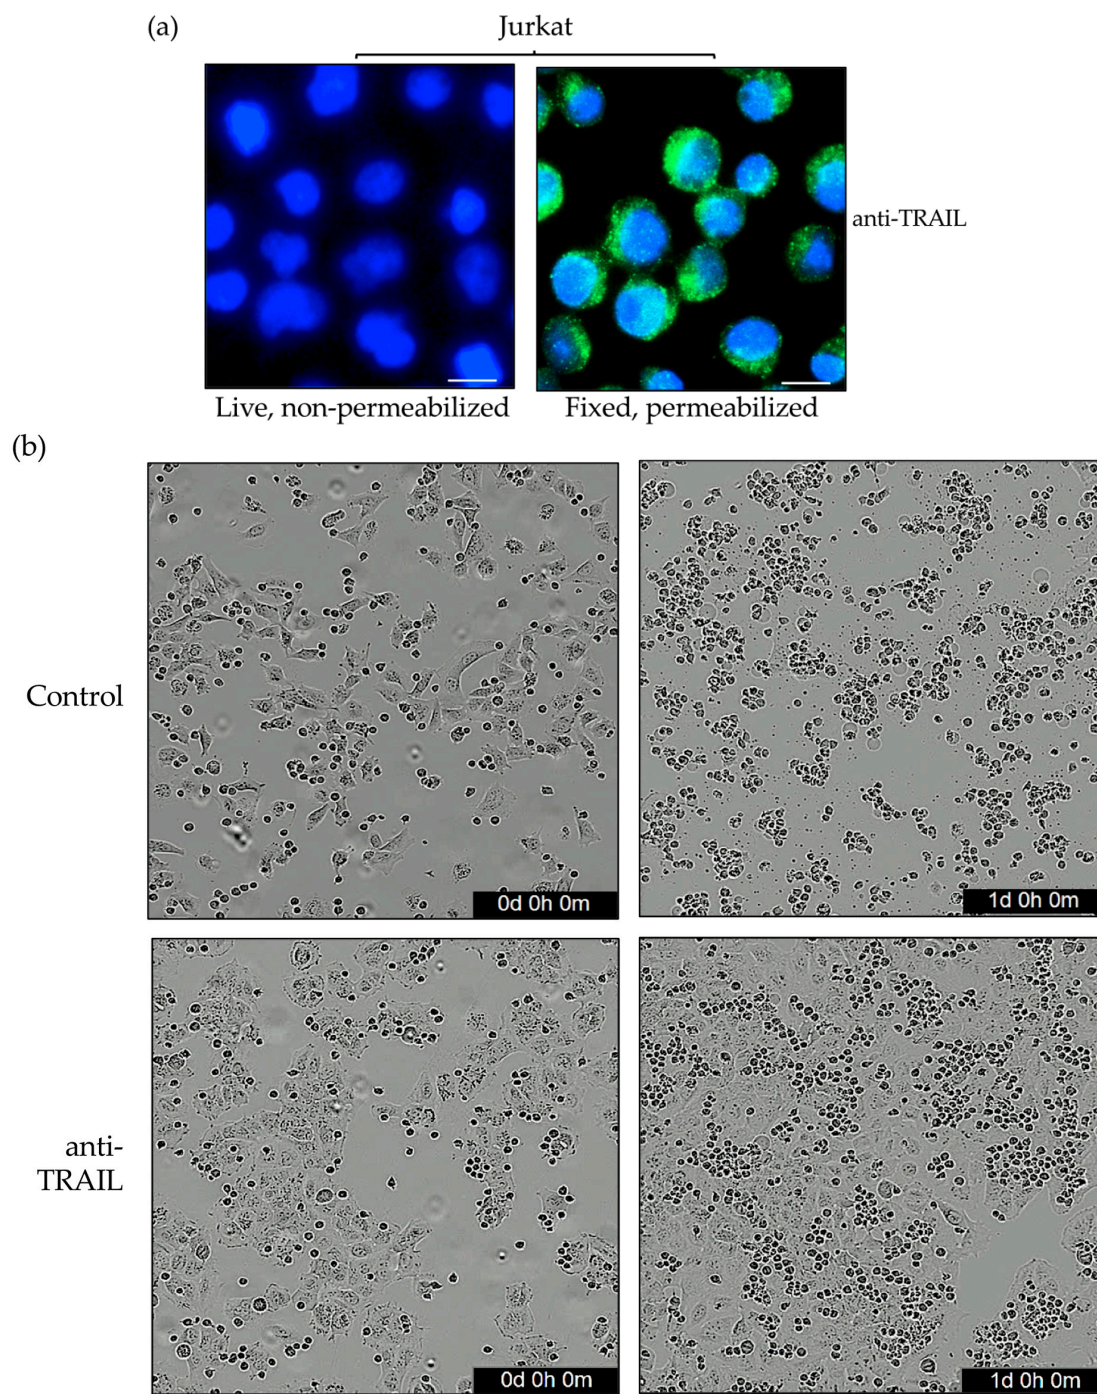 (a)
Jurkat
anti-TRAIL
Live, non-permeabilized
Fixed, permeabilized
(b)
Control
0d 0h 0m
1d 0h 0m
anti-
TRAIL
0d 0h 0m
1d 0h 0m